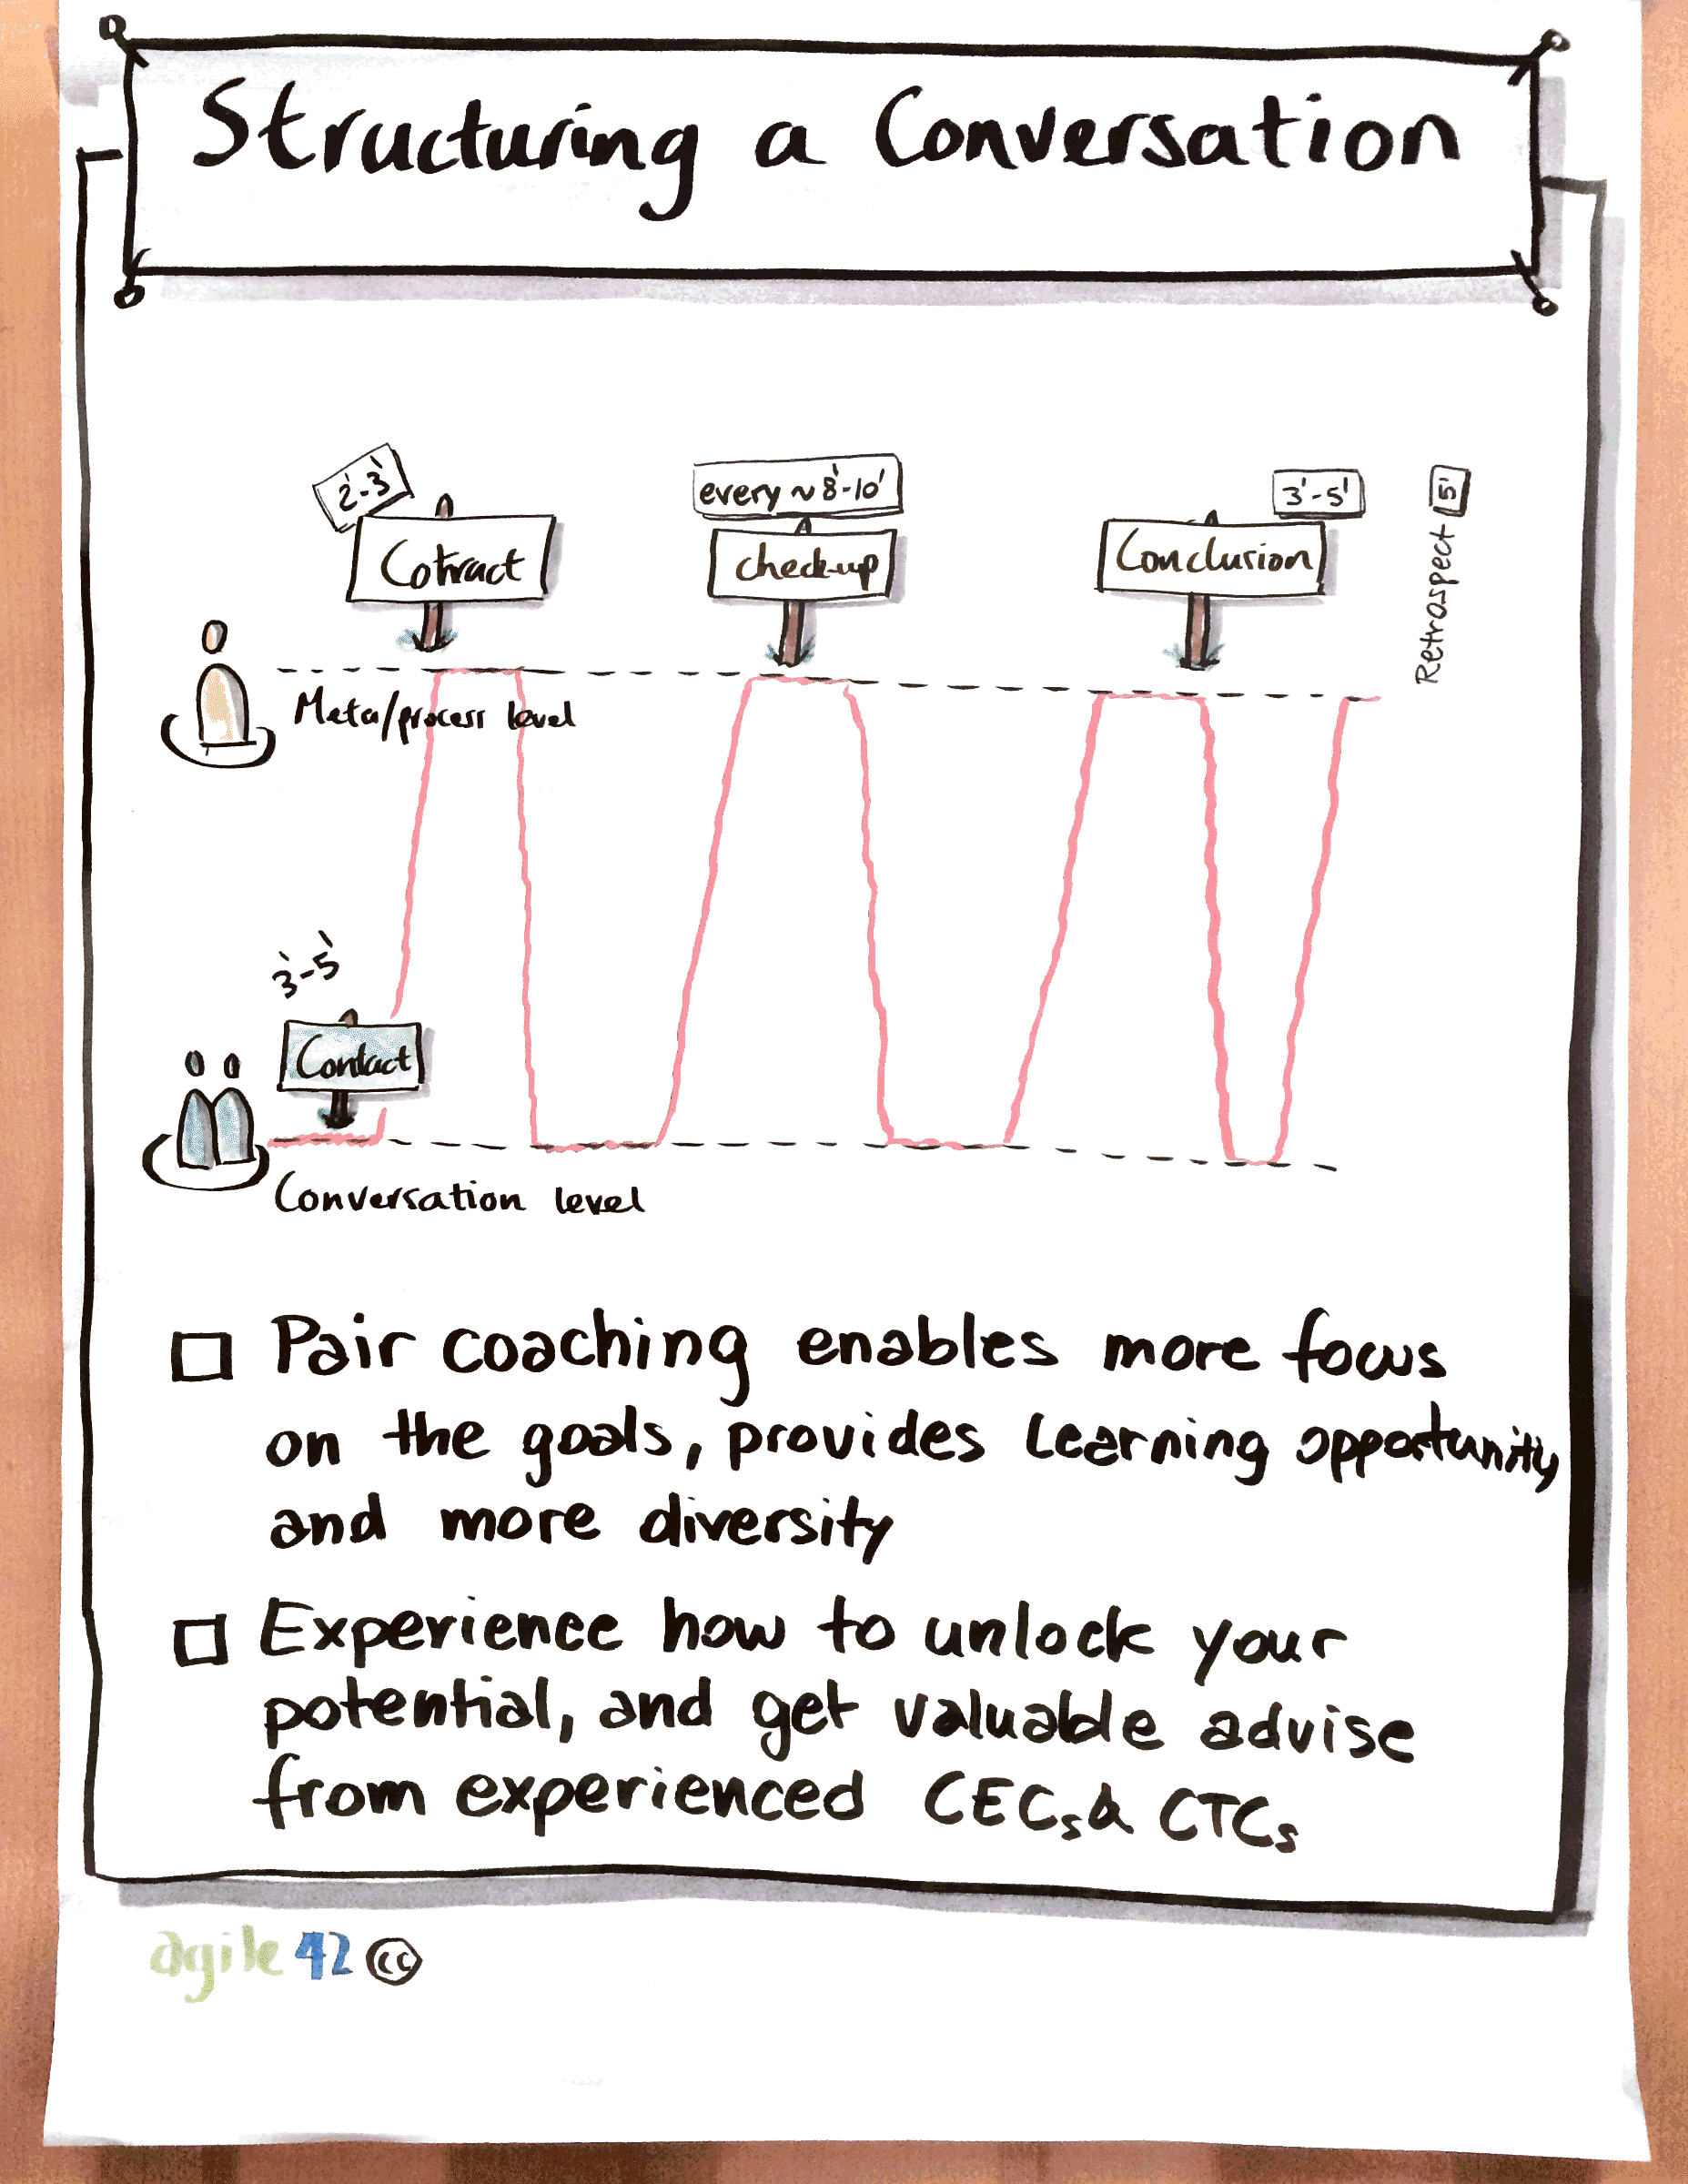 Structuring a Conversation
2'-3'
every ~ 8'-10'
3'-5'
5'
Cotract
check-up
Conclusion
Retrospect
Meta/process level
3'-5'
Contact
Conversation level
Pair coaching enables more focus
on the goals, provides learning opportunity
and more diversity
Experience how to unlock your
potential, and get valuable advise
from experienced CECs & CTCs
agile42 cc